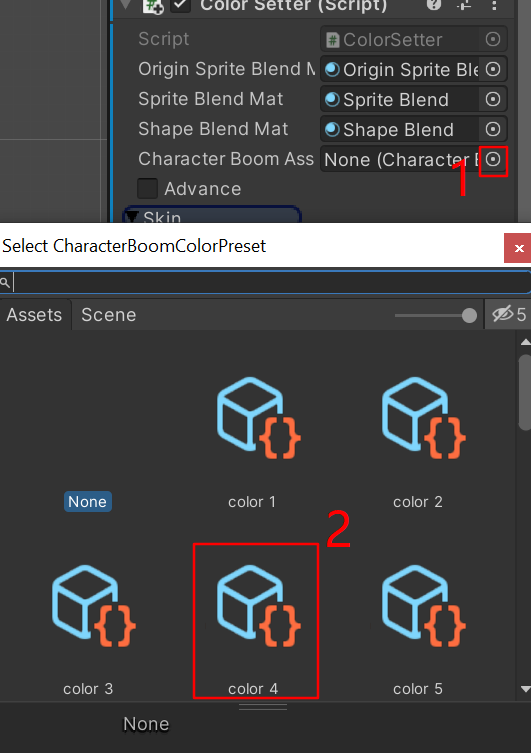 Color Setter (Script)
Script
ColorSetter
Origin Sprite Blend M
Origin Sprite Ble
Sprite Blend Mat
Sprite Blend
Shape Blend Mat
Shape Blend
Character Boom Ass
None (Character B
1
Advance
Skin
Select CharacterBoomColorPreset
Assets
Scene
5
None
color 1
color 2
2
color 3
color 4
color 5
None